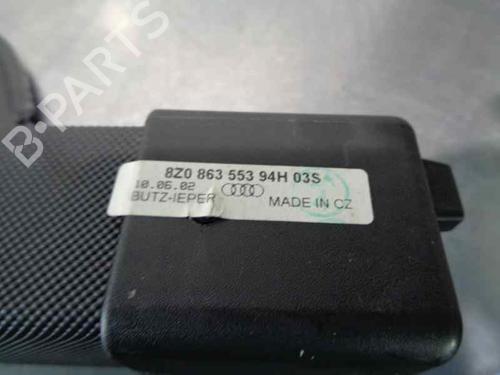 B-PARTS
8Z0 863 553 94H 03S
10.06.02
BUTZ-IEPER MADE IN CZ